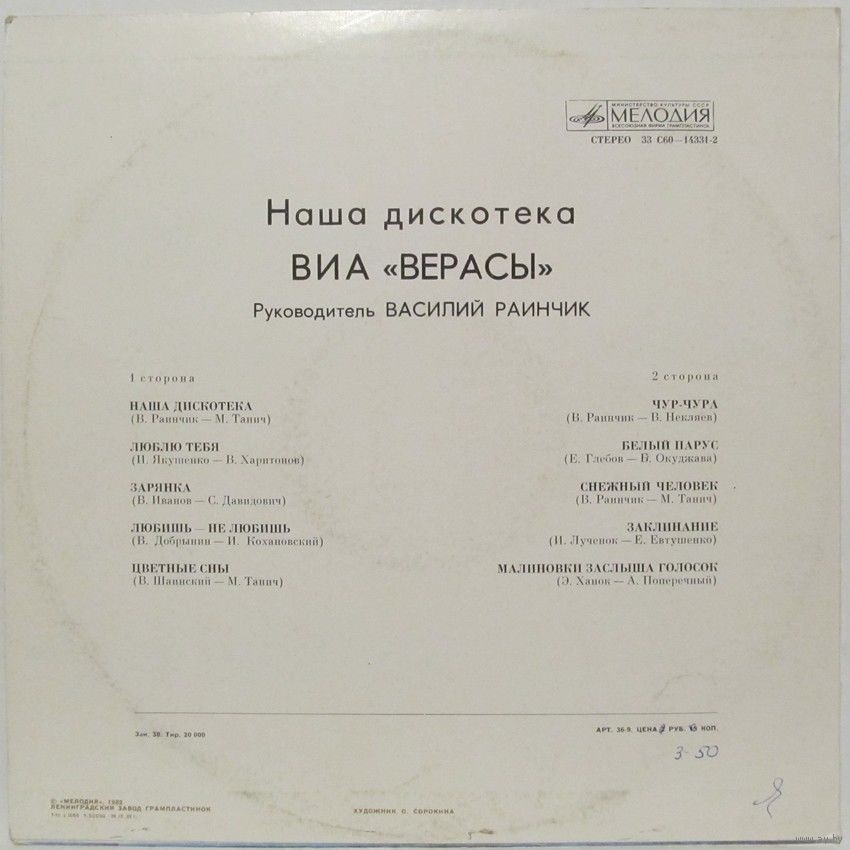 МИНИСТЕРСТВО КУЛЬТУРЫ СССР
МЕЛОДИЯ
ВСЕСОЮЗНАЯ ФИРМА ГРАМПЛАСТИНОК
СТЕРЕО 33 С60—14331-2
Наша дискотека
ВИА «ВЕРАСЫ»
Руководитель ВАСИЛИЙ РАИНЧИК
1 сторона
НАША ДИСКОТЕКА
(В. Раинчик — М. Танич)
ЛЮБЛЮ ТЕБЯ
(И. Якушенко — В. Харитонов)
ЗАРЯНКА
(В. Иванов — С. Давидович)
ЛЮБИШЬ — НЕ ЛЮБИШЬ
(В. Добрынин — И. Кохановский)
ЦВЕТНЫЕ СНЫ
(В. Шаинский — М. Танич)
2 сторона
ЧУР-ЧУРА
(В. Раинчик — В. Некляев)
БЕЛЫЙ ПАРУС
(Е. Глебов — Б. Окуджава)
СНЕЖНЫЙ ЧЕЛОВЕК
(В. Раинчик — М. Танич)
ЗАКЛИНАНИЕ
(И. Лученок — Е. Евтушенко)
МАЛИНОВКИ ЗАСЛЫША ГОЛОСОК
(Э. Ханок — А. Поперечный)
Зак. 38. Тир. 20 000
АРТ. 36-9. ЦЕНА РУБ. КОП.
3-50
© «МЕЛОДИЯ», 1980
ЛЕНИНГРАДСКИЙ ЗАВОД ГРАМПЛАСТИНОК
ХУДОЖНИК О. СОРОКИНА
www.ay.by